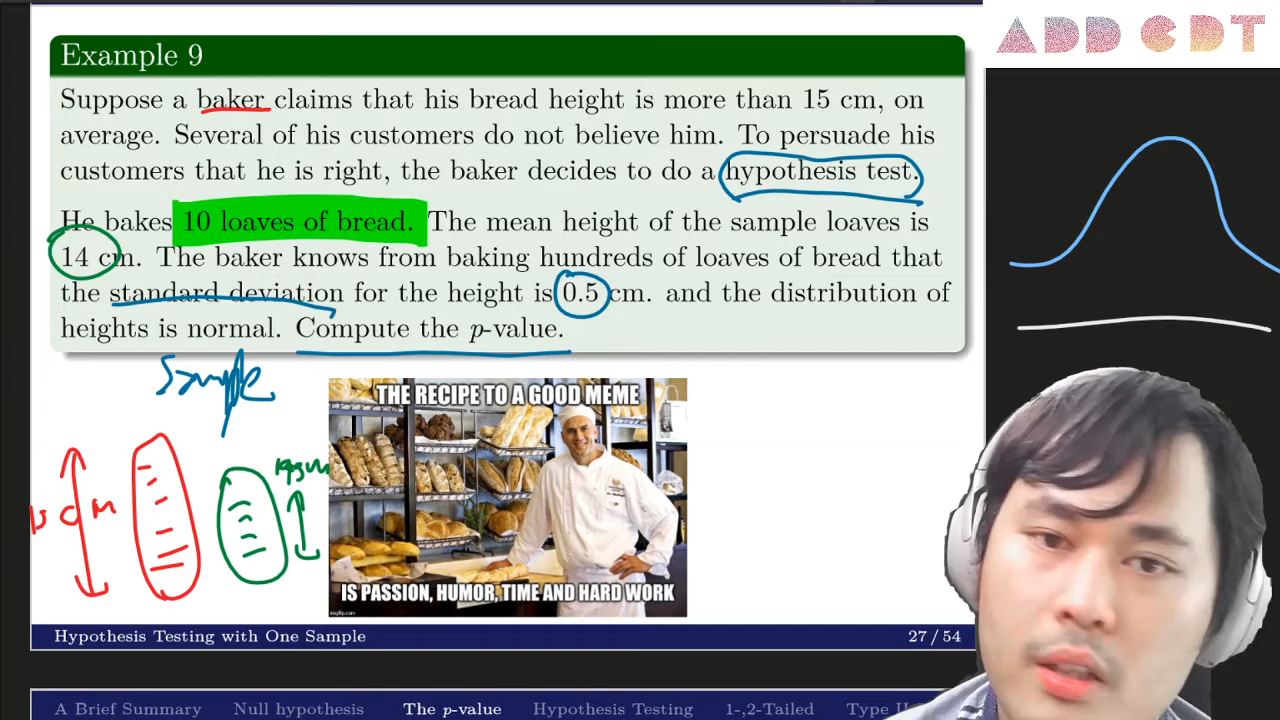 ADD CDT
Example 9
Suppose a baker claims that his bread height is more than 15 cm, on
average. Several of his customers do not believe him. To persuade his
customers that he is right, the baker decides to do a hypothesis test.
He bakes 10 loaves of bread. The mean height of the sample loaves is
14 cm. The baker knows from baking hundreds of loaves of bread that
the standard deviation for the height is 0.5 cm. and the distribution of
heights is normal. Compute the p-value.
Sample
15 cm
THE RECIPE TO A GOOD MEME
IS PASSION, HUMOR, TIME AND HARD WORK
imgflip.com
Hypothesis Testing with One Sample
27 / 54
A Brief Summary Null hypothesis The p-value Hypothesis Testing 1-,2-Tailed Type II